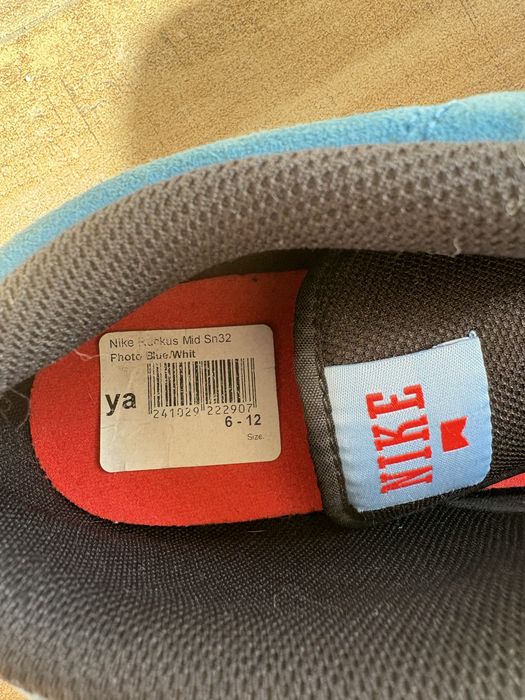 Nike Ruckus Mid Sn32
Photo Blue/Whit
ya
241029 222907
6 - 12
Size
NIKE